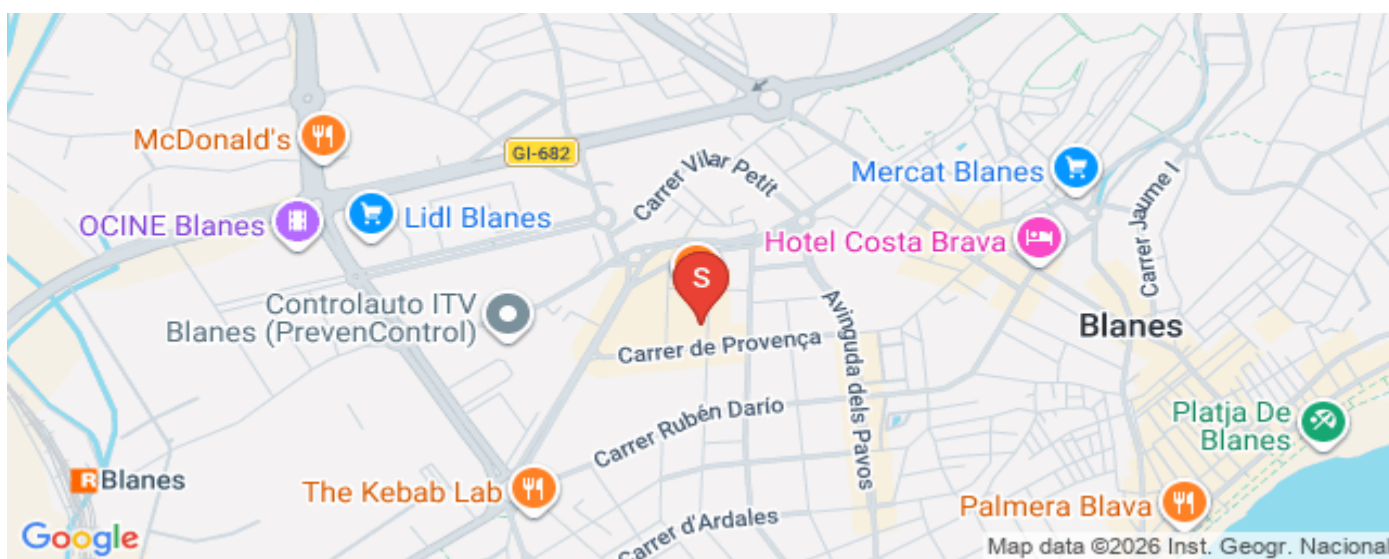 McDonald's
GI-682
Carrer Vilar Petit
Mercat Blanes
Carrer Jaume I
OCINE Blanes
Lidl Blanes
Hotel Costa Brava
S
Controlauto ITV
Blanes (PrevenControl)
Avinguda dels Pavos
Blanes
Carrer de Provença
Carrer Rubén Darío
Platja De
Blanes
R Blanes
The Kebab Lab
Palmera Blava
Carrer d'Ardales
Google
Map data ©2026 Inst. Geogr. Nacional